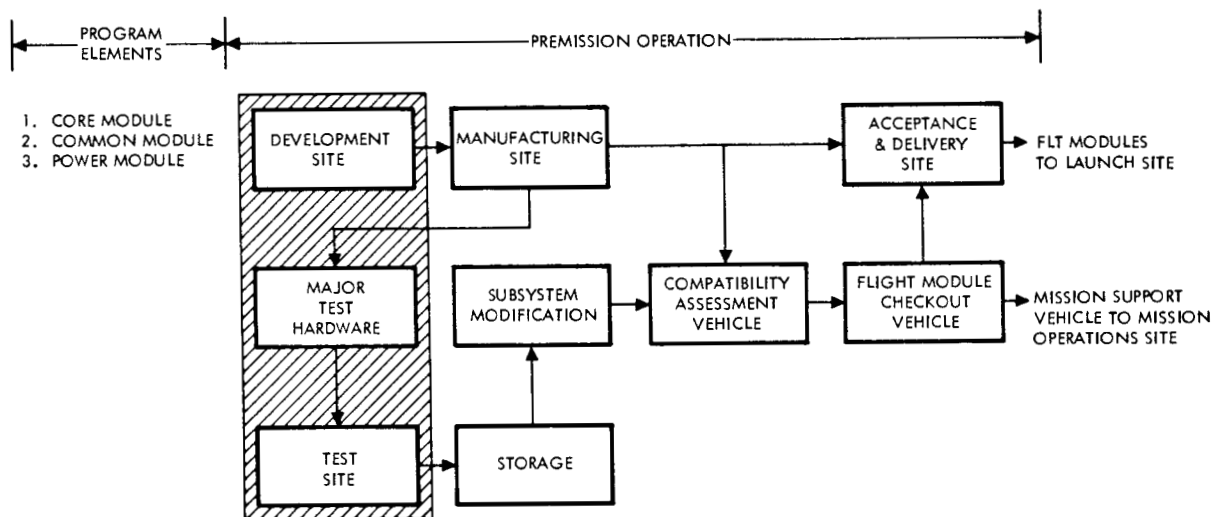 PROGRAM
ELEMENTS
PREMISSION OPERATION
1. CORE MODULE
2. COMMON MODULE
3. POWER MODULE
DEVELOPMENT
SITE
MANUFACTURING
SITE
ACCEPTANCE
& DELIVERY
SITE
FLT MODULES
TO LAUNCH SITE
MAJOR
TEST
HARDWARE
SUBSYSTEM
MODIFICATION
COMPATIBILITY
ASSESSMENT
VEHICLE
FLIGHT MODULE
CHECKOUT
VEHICLE
MISSION SUPPORT
VEHICLE TO MISSION
OPERATIONS SITE
TEST
SITE
STORAGE